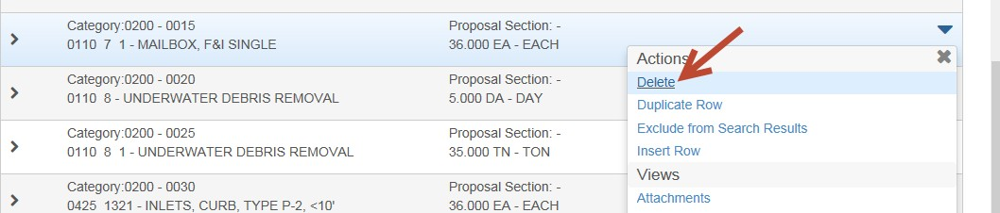 Category:0200 - 0015 Proposal Section: -
0110 7 1 - MAILBOX, F&I SINGLE 36.000 EA - EACH
Actions
Category:0200 - 0020 Proposal Section: -
Delete
0110 8 - UNDERWATER DEBRIS REMOVAL 5.000 DA - DAY
Duplicate Row
Category:0200 - 0025 Proposal Section: -
Exclude from Search Results
0110 8 1 - UNDERWATER DEBRIS REMOVAL 35.000 TN - TON
Insert Row
Views
Category:0200 - 0030 Proposal Section: -
Attachments
0425 1321 - INLETS, CURB, TYPE P-2, <10' 36.000 EA - EACH